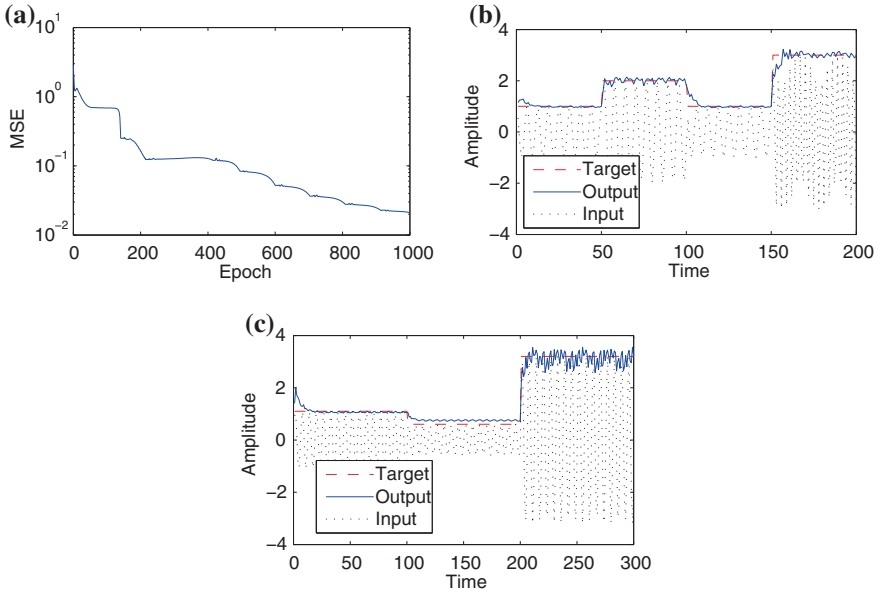 (a)
10^1
10^0
10^-1
10^-2
MSE
0 200 400 600 800 1000
Epoch
(b)
4
2
0
−2
−4
Amplitude
Target
Output
Input
0 50 100 150 200
Time
(c)
4
2
0
−2
−4
Amplitude
Target
Output
Input
0 50 100 150 200 250 300
Time